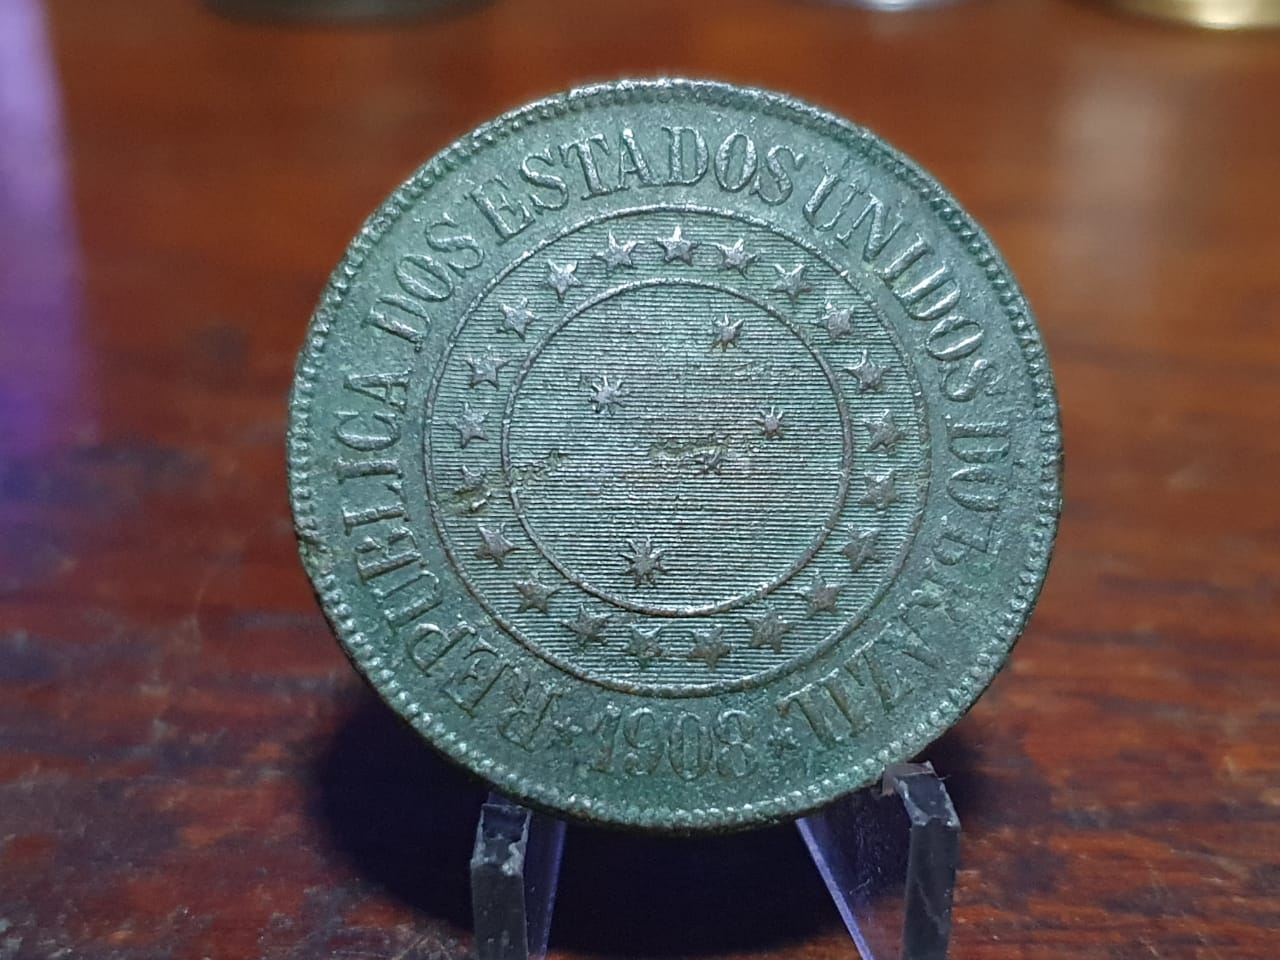 REPUBLICA DOS ESTADOS UNIDOS DO BRAZIL
1908